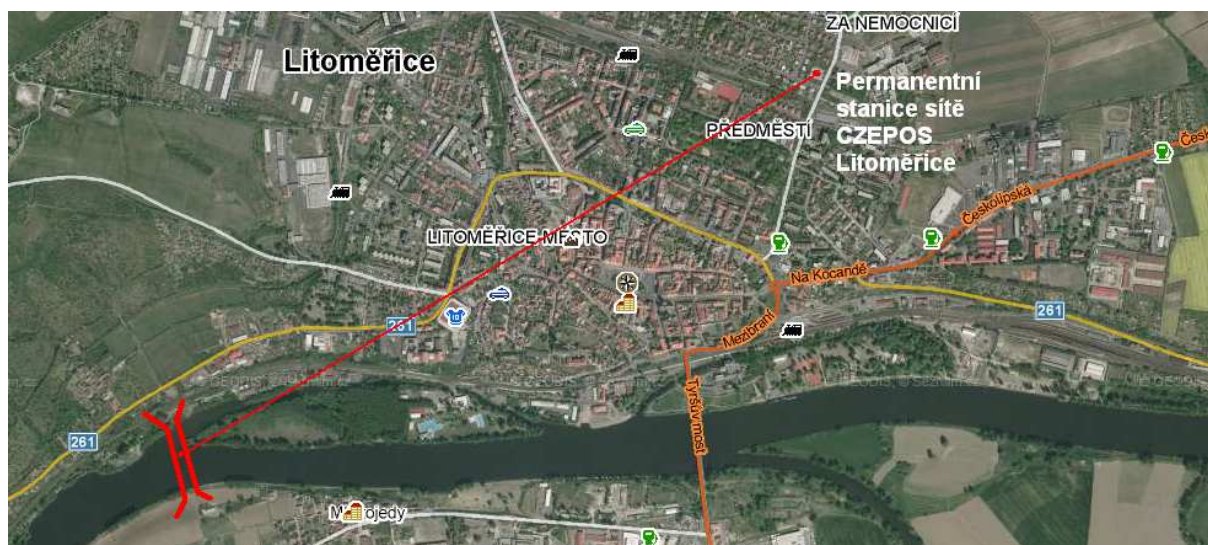 ZA NEMOCNICÍ
Litoměřice
Permanentní
stanice sítě
CZEPOS
Litoměřice
PŘEDMĚSTÍ
Česk
Českolipská
LITOMĚŘICE MĚSTO
Na Kocandě
261
261
Mezibraní
Tyršův most
261